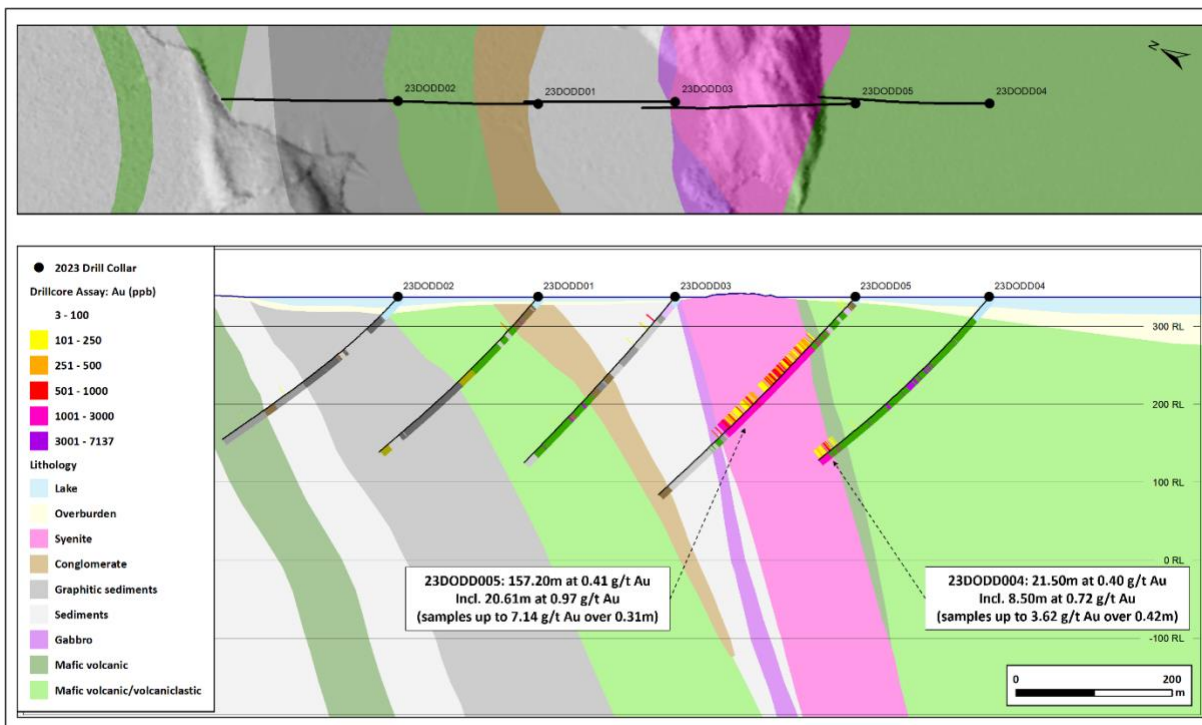 N
23DODD02
23DODD01
23DODD03
23DODD05
23DODD04
2023 Drill Collar
Drillcore Assay: Au (ppb)
3 - 100
101 - 250
251 - 500
501 - 1000
1001 - 3000
3001 - 7137
Lithology
Lake
Overburden
Syenite
Conglomerate
Graphitic sediments
Sediments
Gabbro
Mafic volcanic
Mafic volcanic/volcaniclastic
23DODD02
23DODD01
23DODD03
23DODD05
23DODD04
300 RL
200 RL
100 RL
0 RL
-100 RL
23DODD005: 157.20m at 0.41 g/t Au
Incl. 20.61m at 0.97 g/t Au
(samples up to 7.14 g/t Au over 0.31m)
23DODD004: 21.50m at 0.40 g/t Au
Incl. 8.50m at 0.72 g/t Au
(samples up to 3.62 g/t Au over 0.42m)
0 200
m